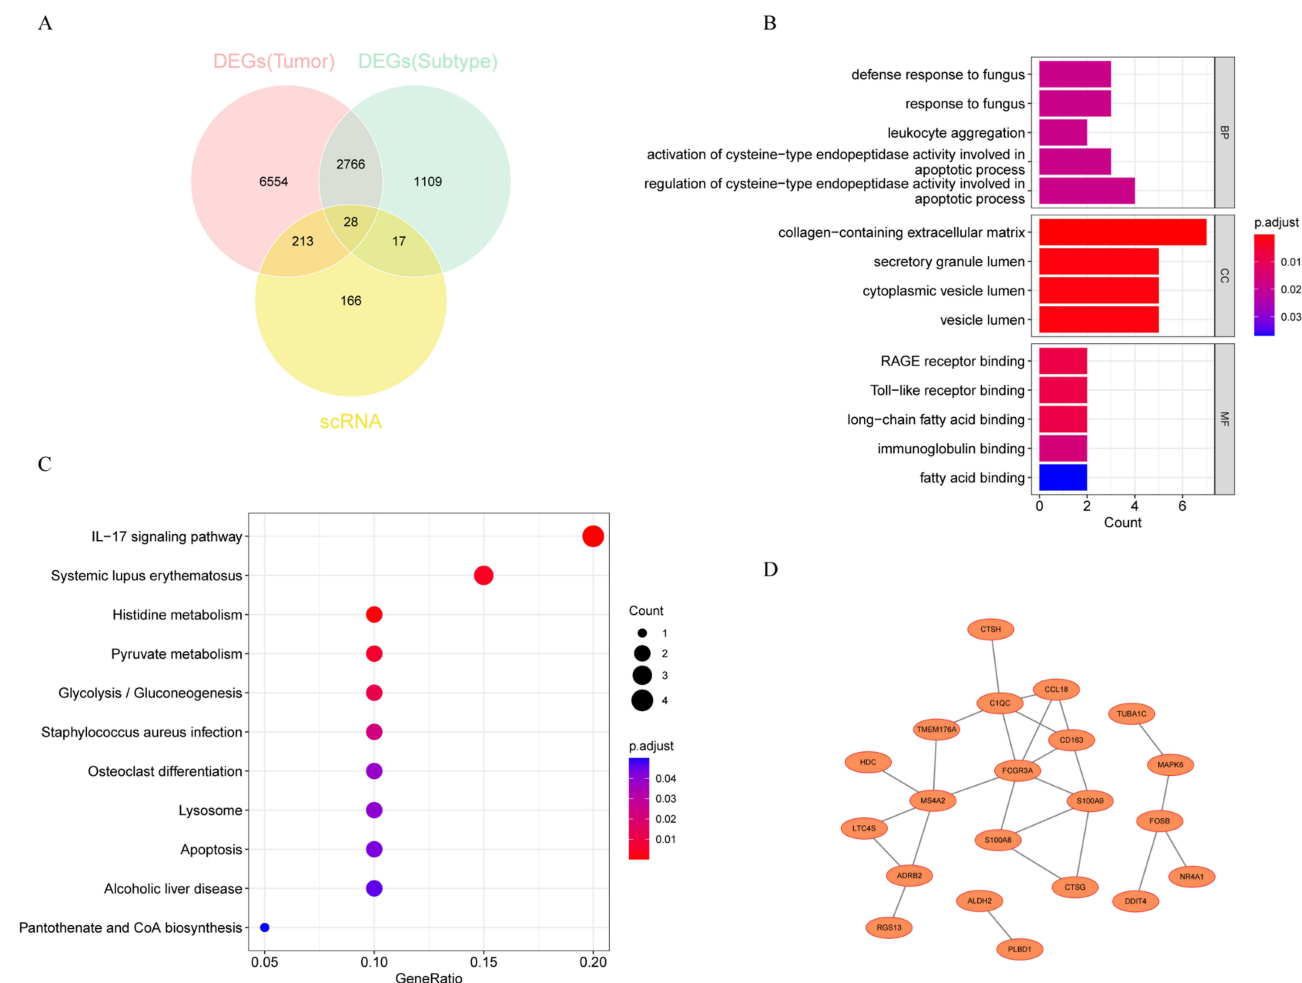 A
DEGs(Tumor) DEGs(Subtype)
6554
2766
1109
28
213
17
166
scRNA
B
defense response to fungus
response to fungus
leukocyte aggregation
activation of cysteine−type endopeptidase activity involved in
apoptotic process
regulation of cysteine−type endopeptidase activity involved in
apoptotic process
BP
collagen−containing extracellular matrix
secretory granule lumen
cytoplasmic vesicle lumen
vesicle lumen
CC
RAGE receptor binding
Toll−like receptor binding
long−chain fatty acid binding
immunoglobulin binding
fatty acid binding
MF
0 2 4 6
Count
p.adjust
0.01
0.02
0.03
C
IL−17 signaling pathway
Systemic lupus erythematosus
Histidine metabolism
Pyruvate metabolism
Glycolysis / Gluconeogenesis
Staphylococcus aureus infection
Osteoclast differentiation
Lysosome
Apoptosis
Alcoholic liver disease
Pantothenate and CoA biosynthesis
0.05 0.10 0.15 0.20
GeneRatio
Count
1
2
3
4
p.adjust
0.04
0.03
0.02
0.01
D
CTSH
CCL18
C1QC
TUBA1C
TMEM176A
CD163
HDC
FCGR3A
MAPK6
MS4A2
S100A9
LTC4S
FOSB
S100A8
ADRB2
CTSG
NR4A1
ALDH2
DDIT4
RGS13
PLBD1